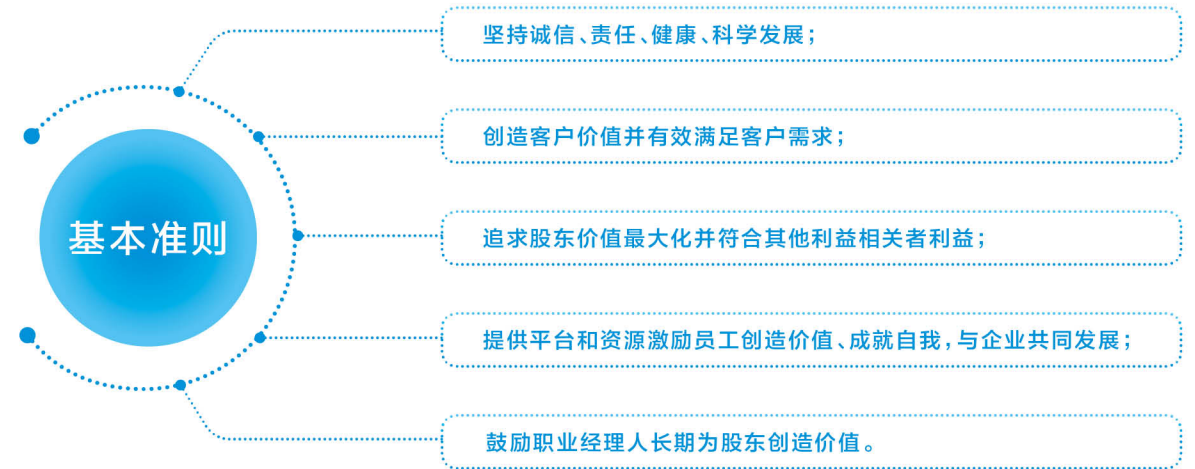 坚持诚信、责任、健康、科学发展；
创造客户价值并有效满足客户需求；
基本准则
追求股东价值最大化并符合其他利益相关者利益；
提供平台和资源激励员工创造价值、成就自我，与企业共同发展；
鼓励职业经理人长期为股东创造价值。